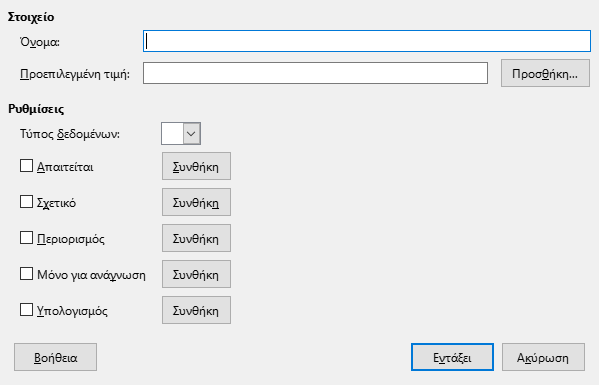 Στοιχείο
Όνομα:
Προεπιλεγμένη τιμή: Προσθήκη...
Ρυθμίσεις
Τύπος δεδομένων:
Απαιτείται Συνθήκη
Σχετικό Συνθήκη
Περιορισμός Συνθήκη
Μόνο για ανάγνωση Συνθήκη
Υπολογισμός Συνθήκη
Βοήθεια Εντάξει Ακύρωση